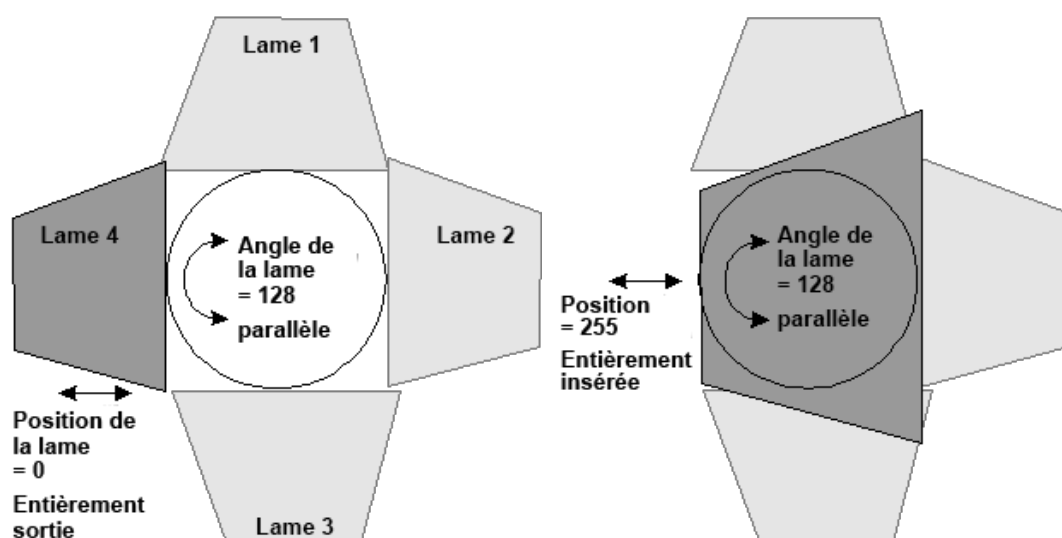 Lame 1
Lame 4
Angle de
la lame
= 128
parallèle
Lame 2
Position de
la lame
= 0
Entièrement
sortie
Lame 3
Angle de
la lame
= 128
parallèle
Position
= 255
Entièrement
insérée